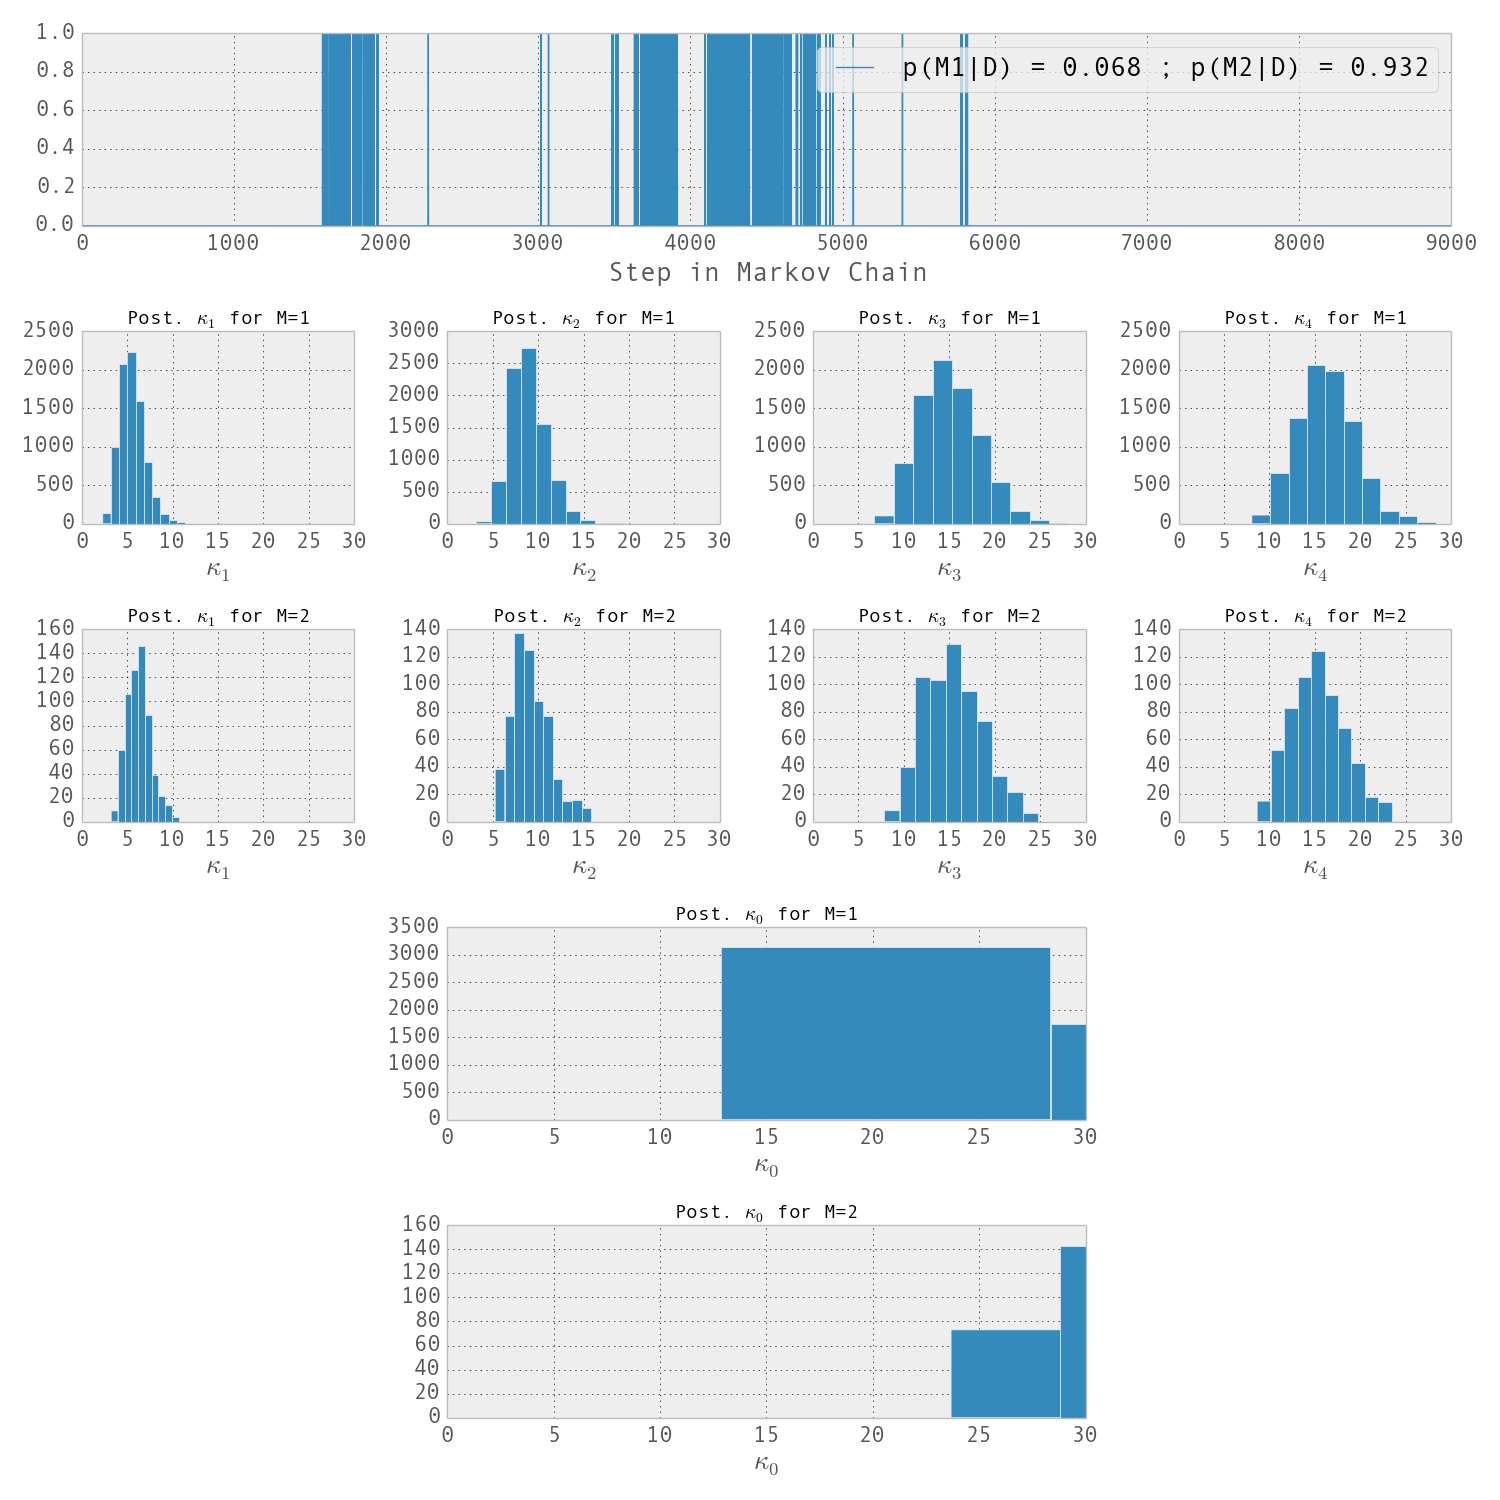 1.0
0.8
0.6
0.4
0.2
0.0
p(M1|D) = 0.068 ; p(M2|D) = 0.932
0 1000 2000 3000 4000 5000 6000 7000 8000 9000
Step in Markov Chain
Post. κ1 for M=1
2500
2000
1500
1000
500
0
0 5 10 15 20 25 30
κ1
Post. κ2 for M=1
3000
2500
2000
1500
1000
500
0
0 5 10 15 20 25 30
κ2
Post. κ3 for M=1
2500
2000
1500
1000
500
0
0 5 10 15 20 25 30
κ3
Post. κ4 for M=1
2500
2000
1500
1000
500
0
0 5 10 15 20 25 30
κ4
Post. κ1 for M=2
160
140
120
100
80
60
40
20
0
0 5 10 15 20 25 30
κ1
Post. κ2 for M=2
140
120
100
80
60
40
20
0
0 5 10 15 20 25 30
κ2
Post. κ3 for M=2
140
120
100
80
60
40
20
0
0 5 10 15 20 25 30
κ3
Post. κ4 for M=2
140
120
100
80
60
40
20
0
0 5 10 15 20 25 30
κ4
Post. κ0 for M=1
3500
3000
2500
2000
1500
1000
500
0
0 5 10 15 20 25 30
κ0
Post. κ0 for M=2
160
140
120
100
80
60
40
20
0
0 5 10 15 20 25 30
κ0